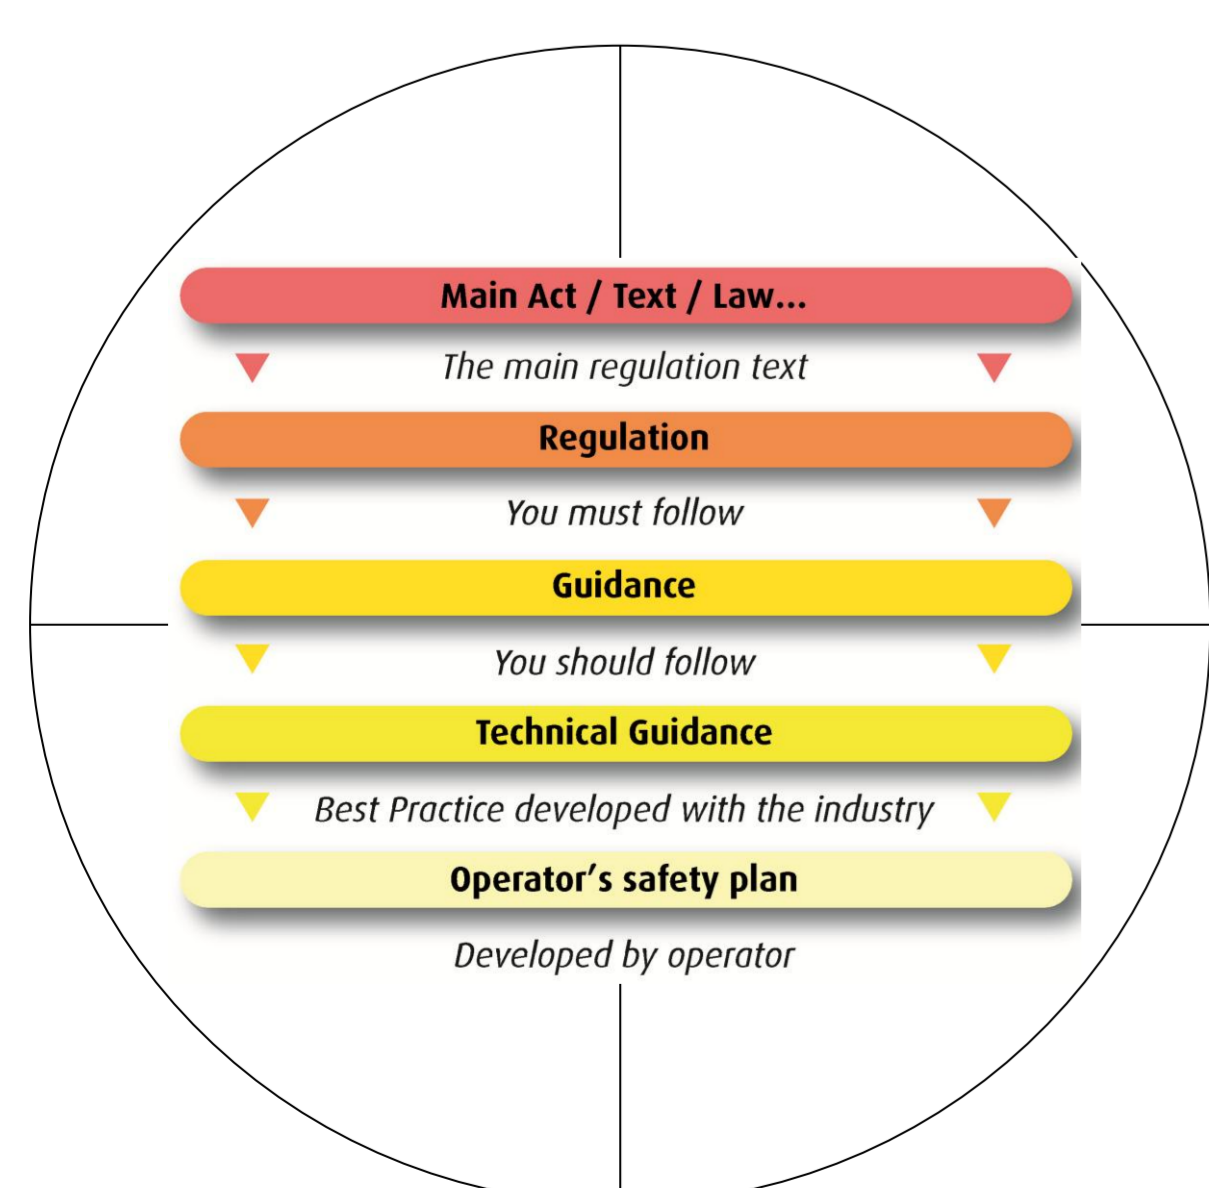 Main Act / Text / Law...
The main regulation text
Regulation
You must follow
Guidance
You should follow
Technical Guidance
Best Practice developed with the industry
Operator’s safety plan
Developed by operator